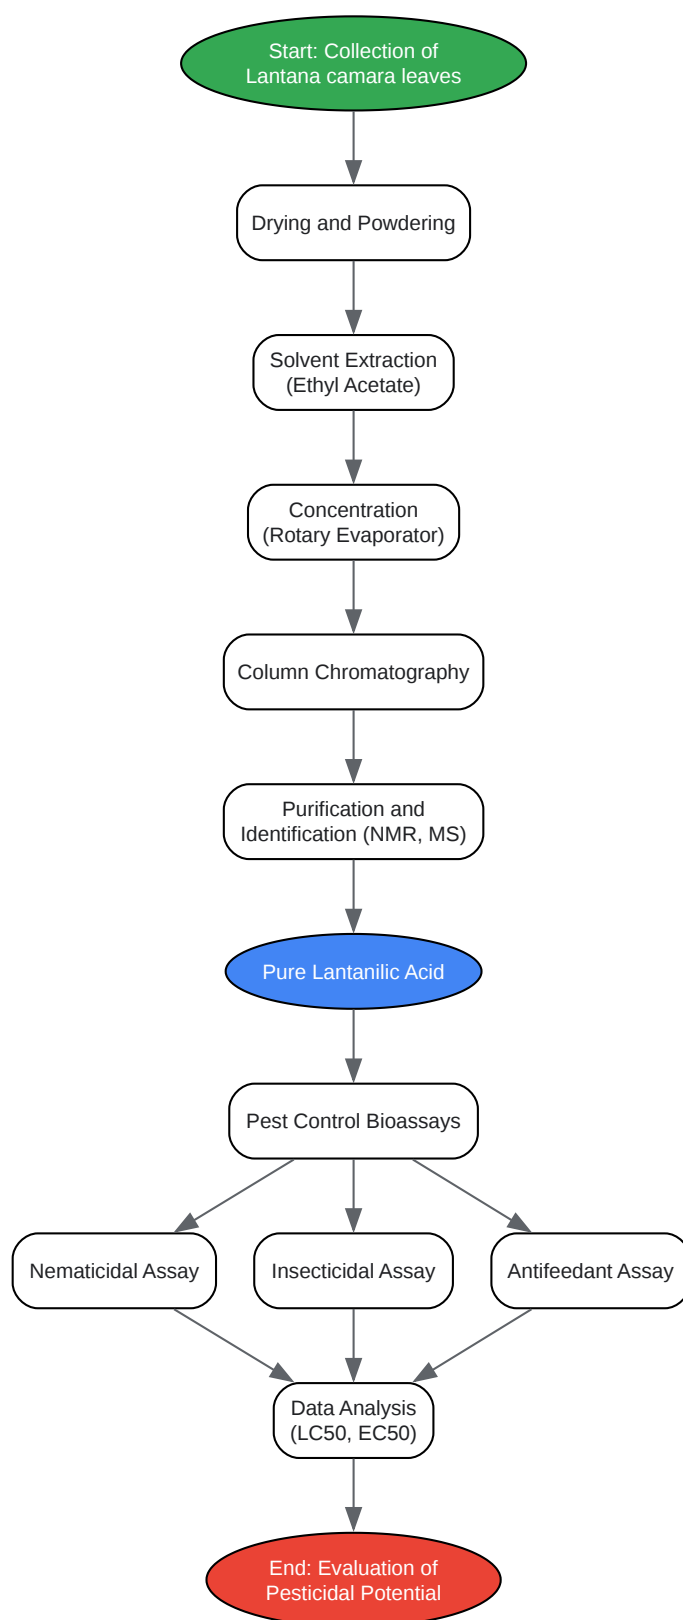 Start: Collection of
Lantana camara leaves
Drying and Powdering
Solvent Extraction
(Ethyl Acetate)
Concentration
(Rotary Evaporator)
Column Chromatography
Purification and
Identification (NMR, MS)
Pure Lantanilic Acid
Pest Control Bioassays
Nematicidal Assay
Insecticidal Assay
Antifeedant Assay
Data Analysis
(LC50, EC50)
End: Evaluation of
Pesticidal Potential